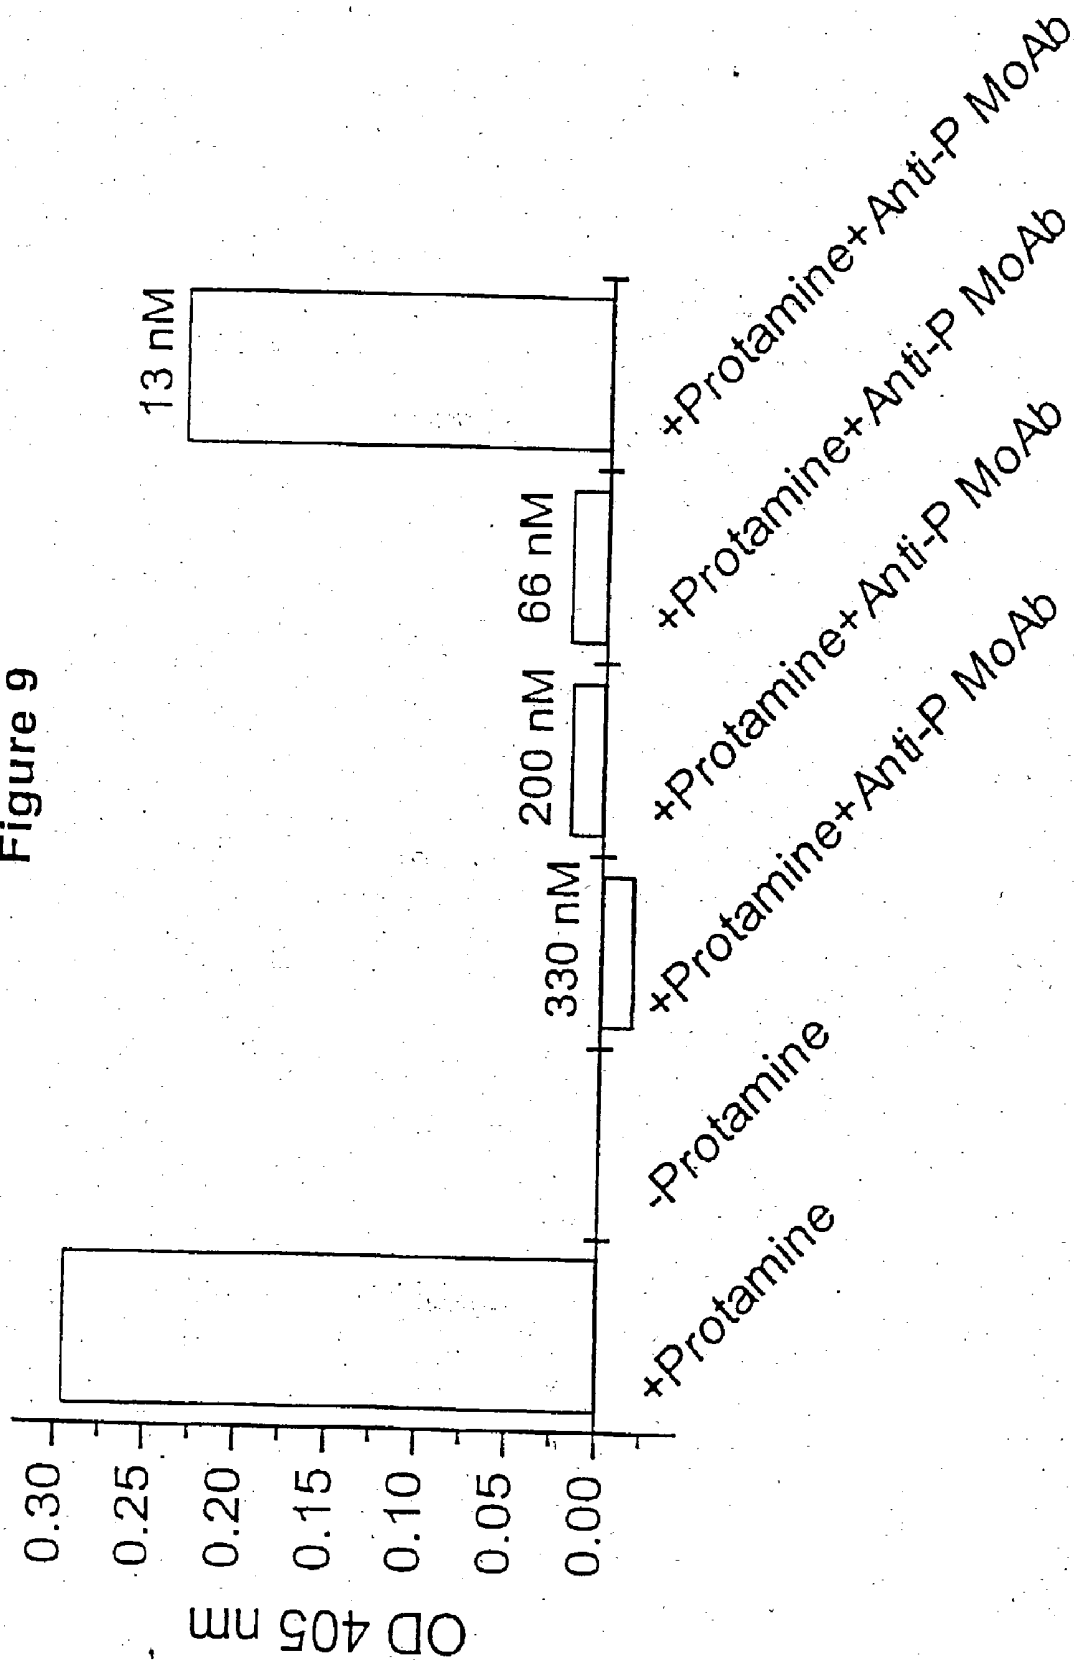 Figure 9
OD 405 nm
0.30
0.25
0.20
0.15
0.10
0.05
0.00
330 nM
200 nM
66 nM
13 nM
+Protamine
-Protamine
+Protamine+Anti-P MoAb
+Protamine+Anti-P MoAb
+Protamine+Anti-P MoAb
+Protamine+Anti-P MoAb